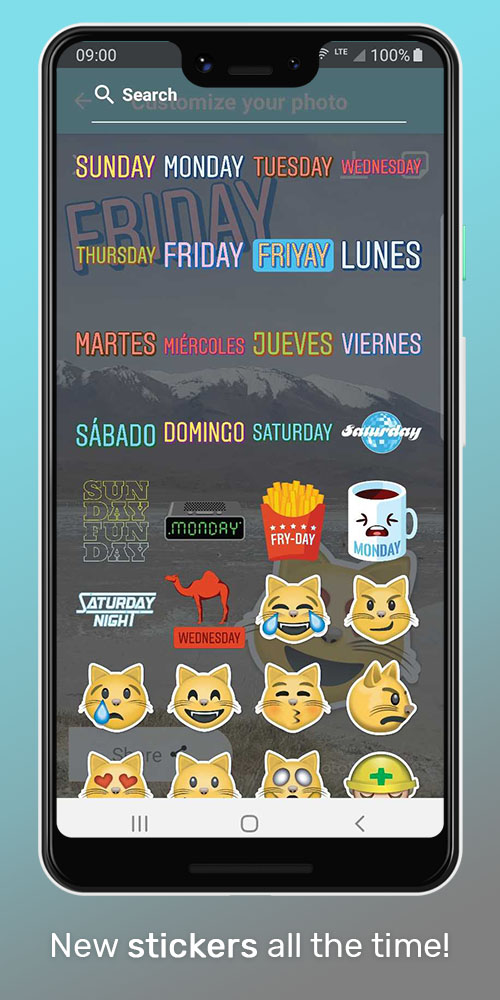 09:00 LTE 100%
Search
Customize your photo
SUNDAY MONDAY TUESDAY WEDNESDAY
FRIDAY
THURSDAY FRIDAY FRIYAY LUNES
MARTES MIÉRCOLES JUEVES VIERNES
SÁBADO DOMINGO SATURDAY Saturday
SUN
DAY
FUN
DAY
MONDAY
FRY-DAY
MONDAY
SATURDAY
NIGHT
WEDNESDAY
Share
New stickers all the time!